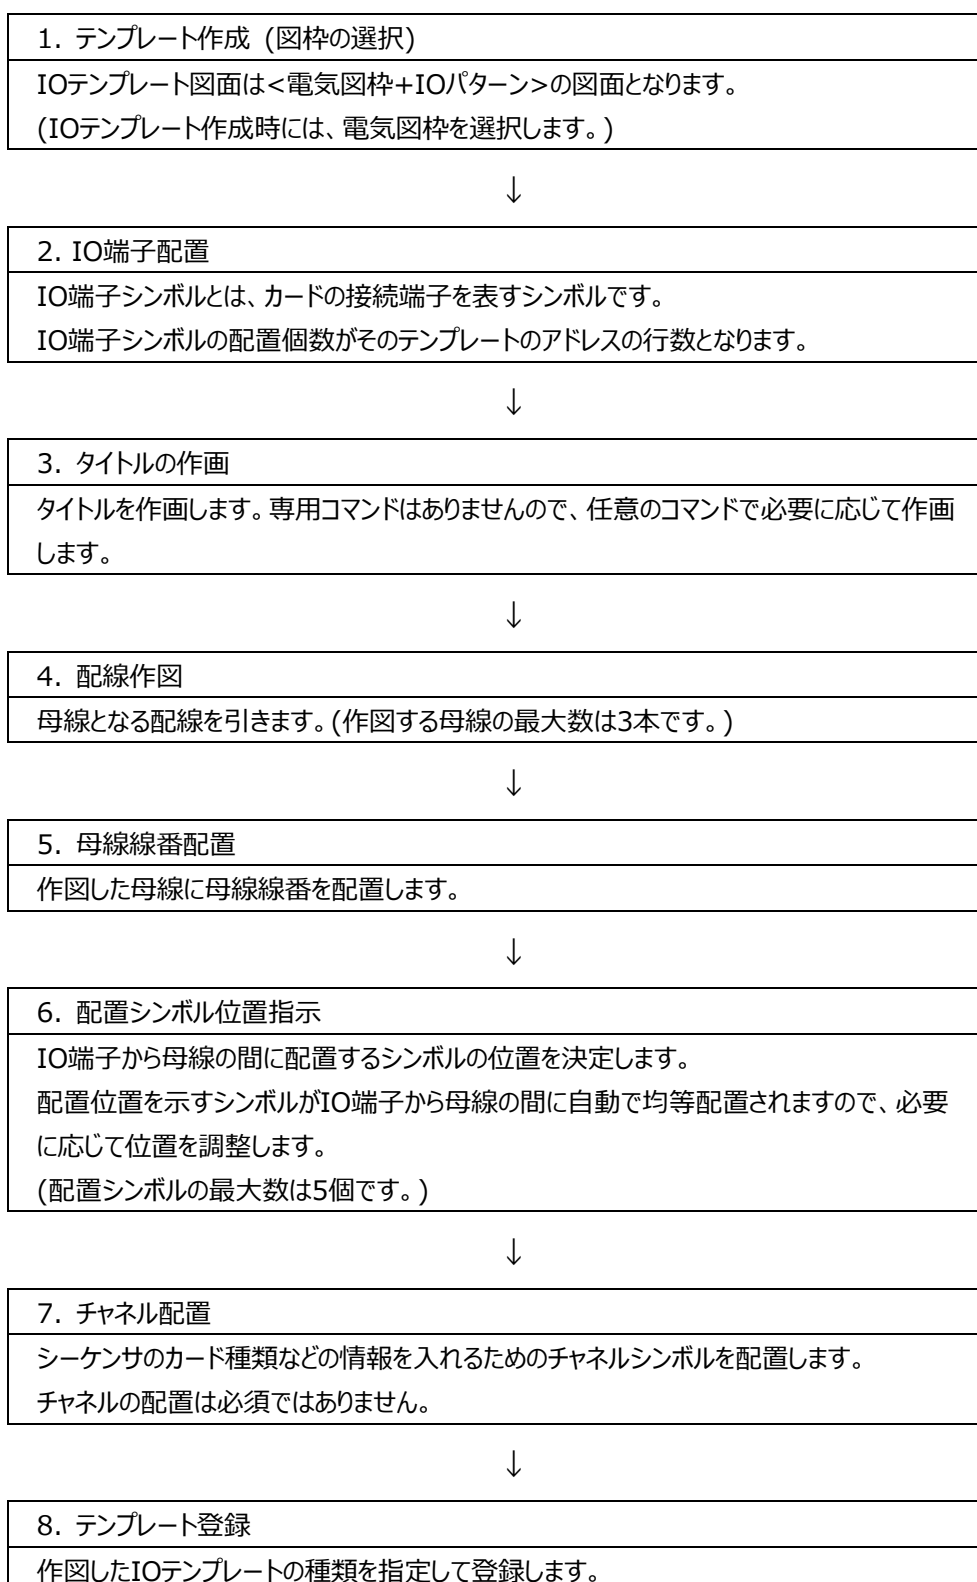 1. テンプレート作成 (図枠の選択)
IOテンプレート図面は<電気図枠+IOパターン>の図面となります。
(IOテンプレート作成時には、電気図枠を選択します。)
↓
2. IO端子配置
IO端子シンボルとは、カードの接続端子を表すシンボルです。
IO端子シンボルの配置個数がそのテンプレートのアドレスの行数となります。
↓
3. タイトルの作画
タイトルを作画します。専用コマンドはありませんので、任意のコマンドで必要に応じて作画
します。
↓
4. 配線作図
母線となる配線を引きます。(作図する母線の最大数は3本です。)
↓
5. 母線線番配置
作図した母線に母線線番を配置します。
↓
6. 配置シンボル位置指示
IO端子から母線の間に配置するシンボルの位置を決定します。
配置位置を示すシンボルがIO端子から母線の間に自動で均等配置されますので、必要
に応じて位置を調整します。
(配置シンボルの最大数は5個です。)
↓
7. チャネル配置
シーケンサのカード種類などの情報を入れるためのチャネルシンボルを配置します。
チャネルの配置は必須ではありません。
↓
8. テンプレート登録
作図したIOテンプレートの種類を指定して登録します。